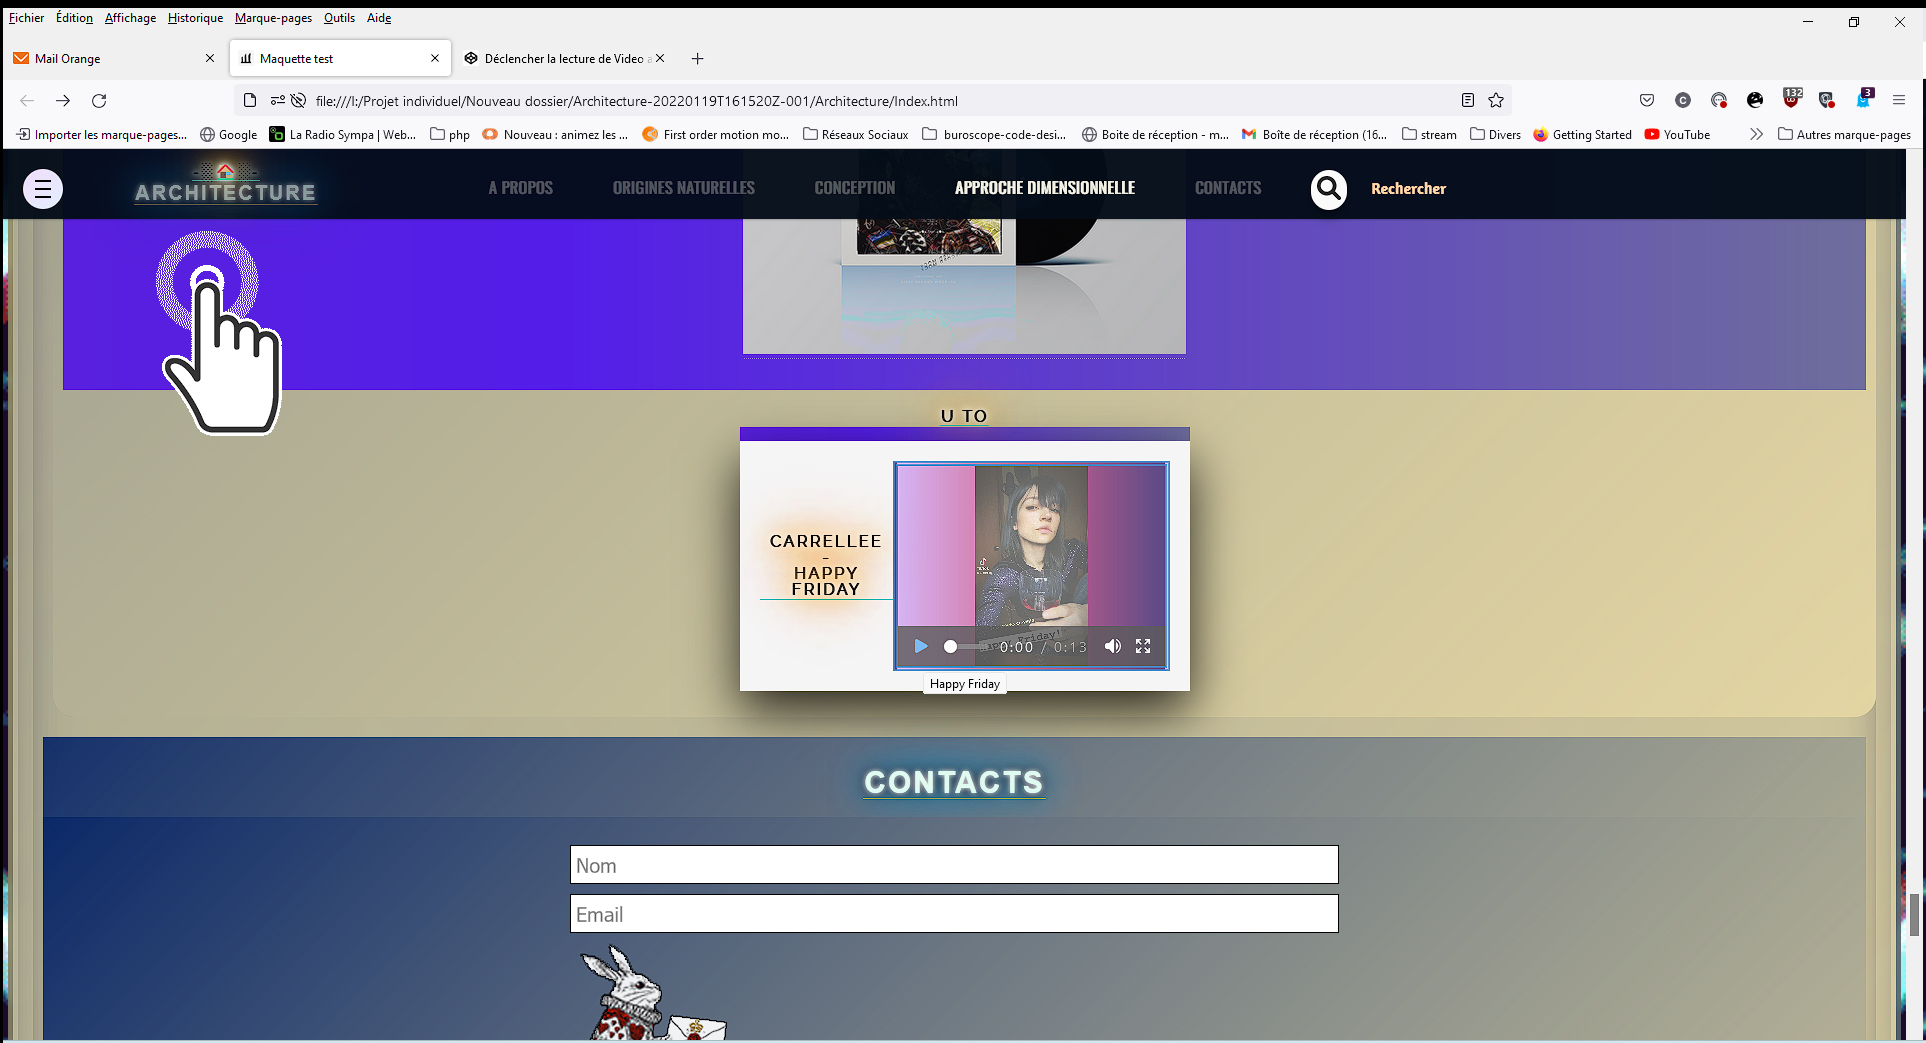 Fichier Édition Affichage Historique Marque-pages Outils Aide
Mail Orange
Maquette test
Déclencher la lecture de Video a
file:///I:/Projet individuel/Nouveau dossier/Architecture-20220119T161520Z-001/Architecture/Index.html
132
3
Importer les marque-pages...
Google
La Radio Sympa | Web...
php
Nouveau : animez les ...
First order motion mo...
Réseaux Sociaux
buroscope-code-desi...
Boite de réception - m...
Boîte de réception (16...
stream
Divers
Getting Started
YouTube
Autres marque-pages
ARCHITECTURE
A PROPOS
ORIGINES NATURELLES
CONCEPTION
APPROCHE DIMENSIONNELLE
CONTACTS
Rechercher
U TO
CARRELLEE
-
HAPPY
FRIDAY
0:00 / 0:13
Happy Friday
CONTACTS
Nom
Email